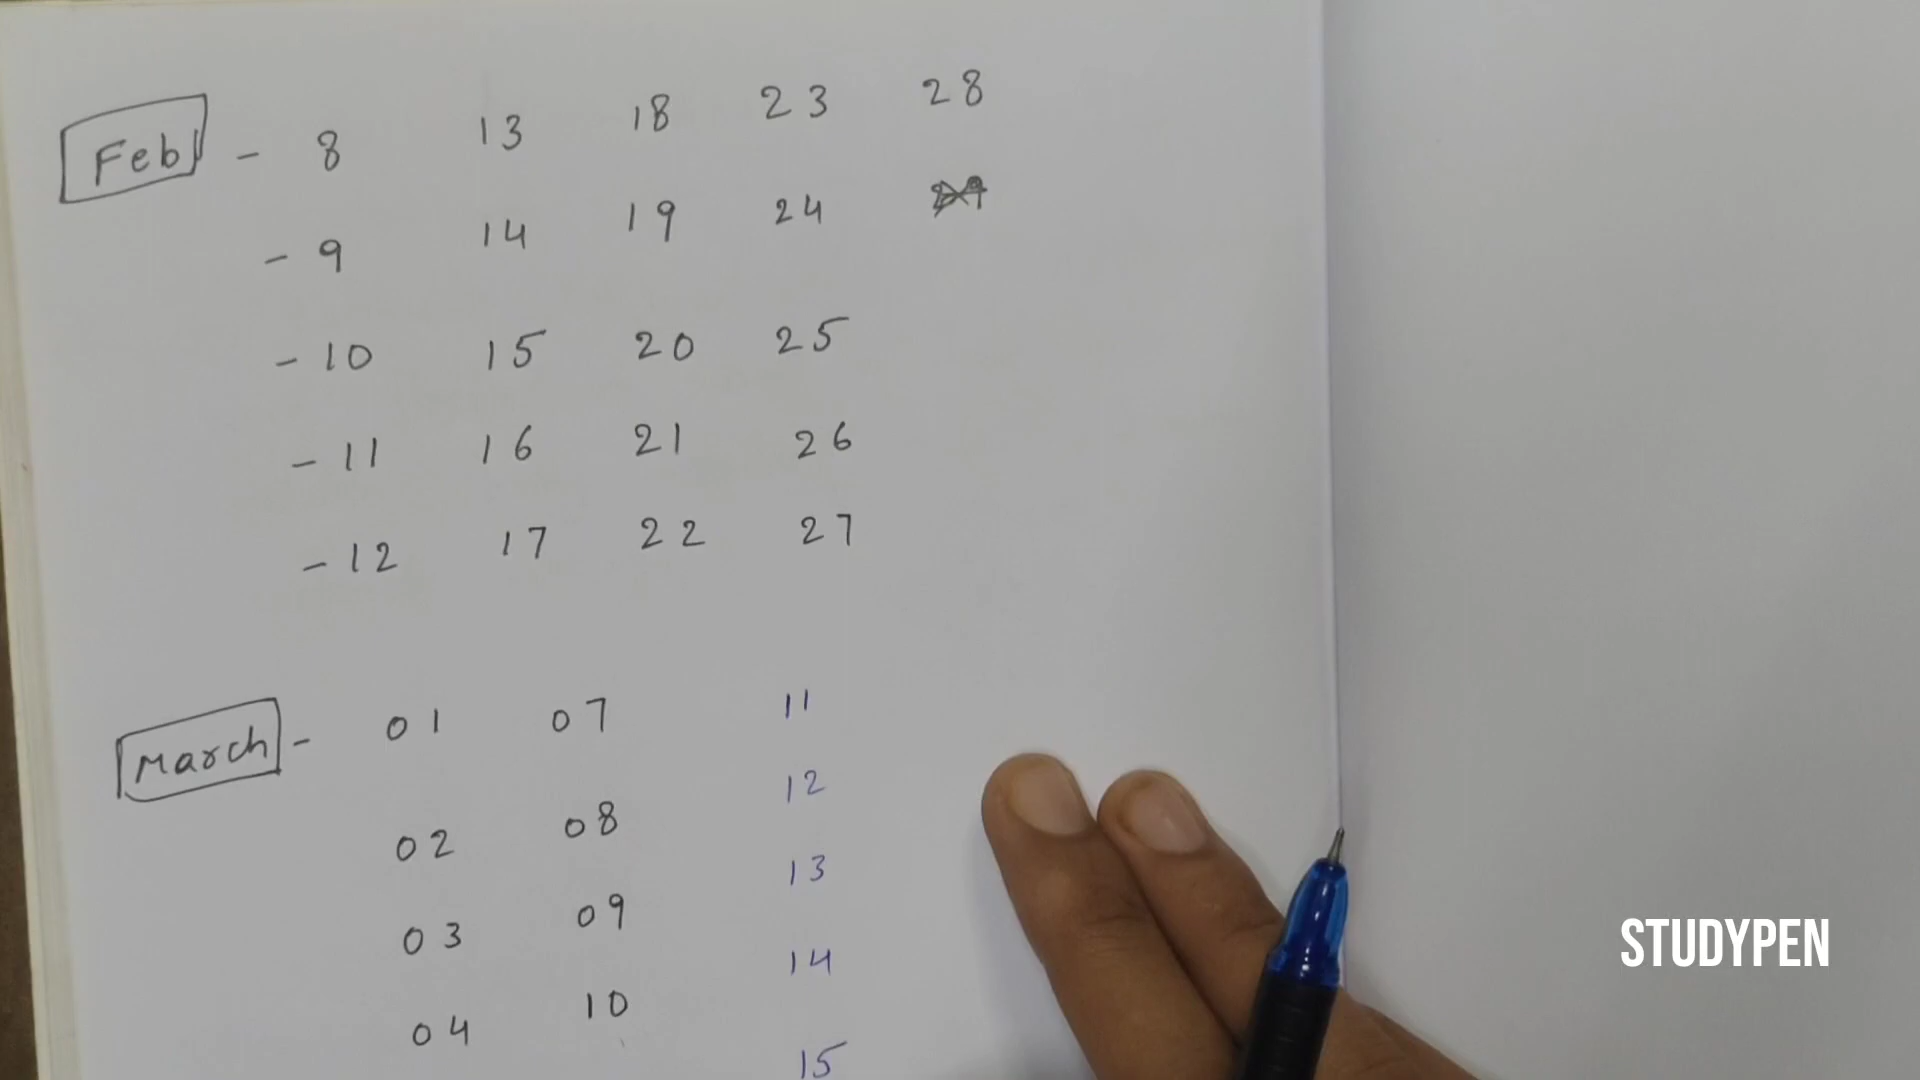 Feb - 8 13 18 23 28
- 9 14 19 24
- 10 15 20 25
- 11 16 21 26
- 12 17 22 27
March - 01 07 11
02 08 12
03 09 13
04 10 14
15
STUDYPEN